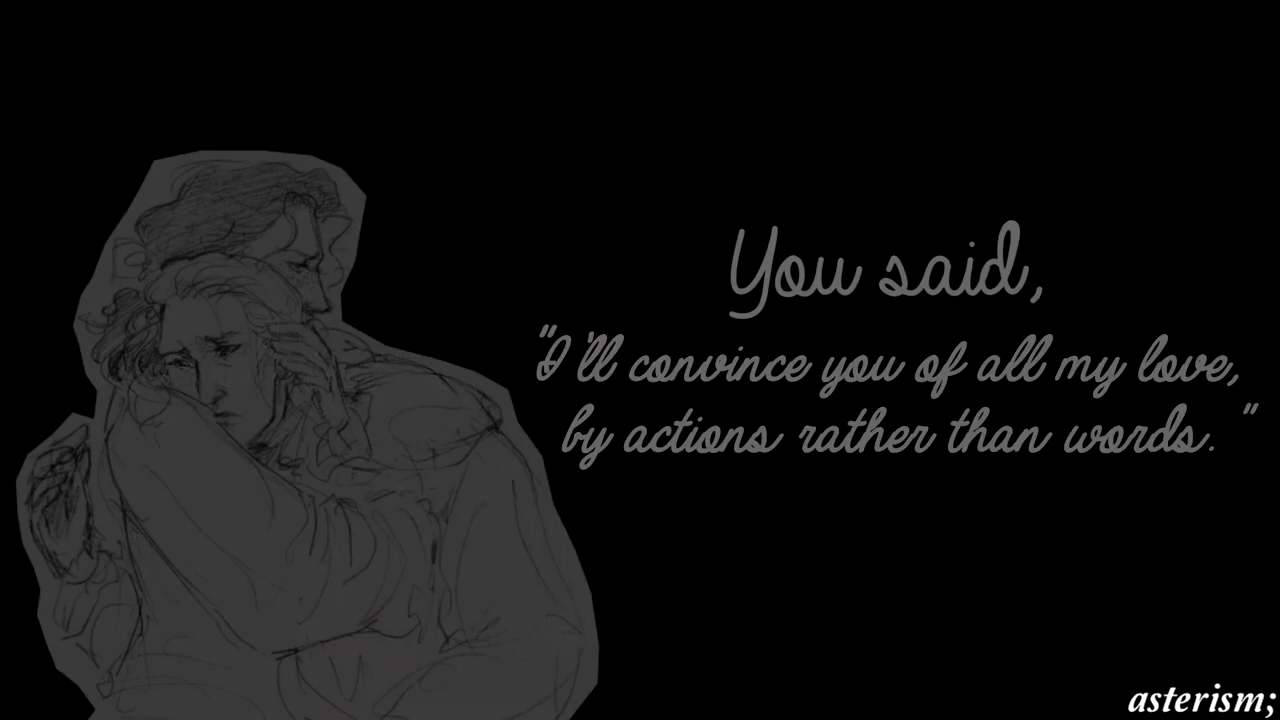 You said,
"I'll convince you of all my love,
by actions rather than words."
asterism;